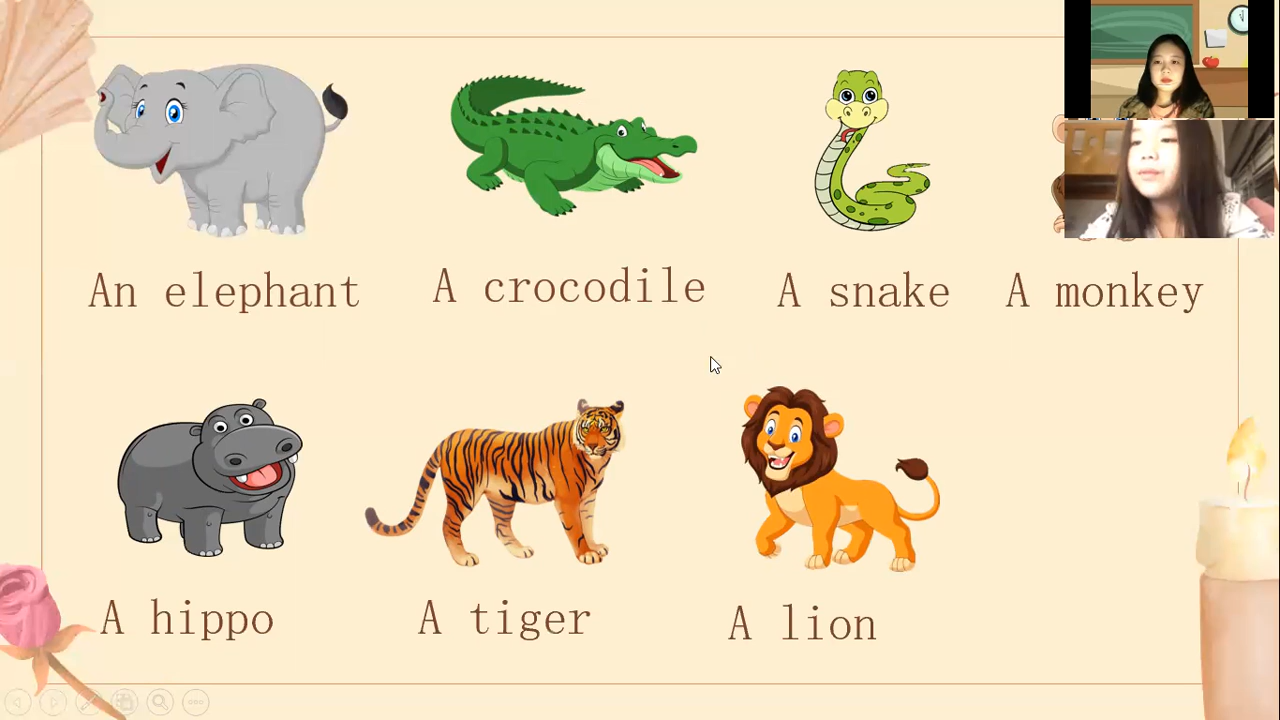 An elephant
A crocodile
A snake
A monkey
A hippo
A tiger
A lion